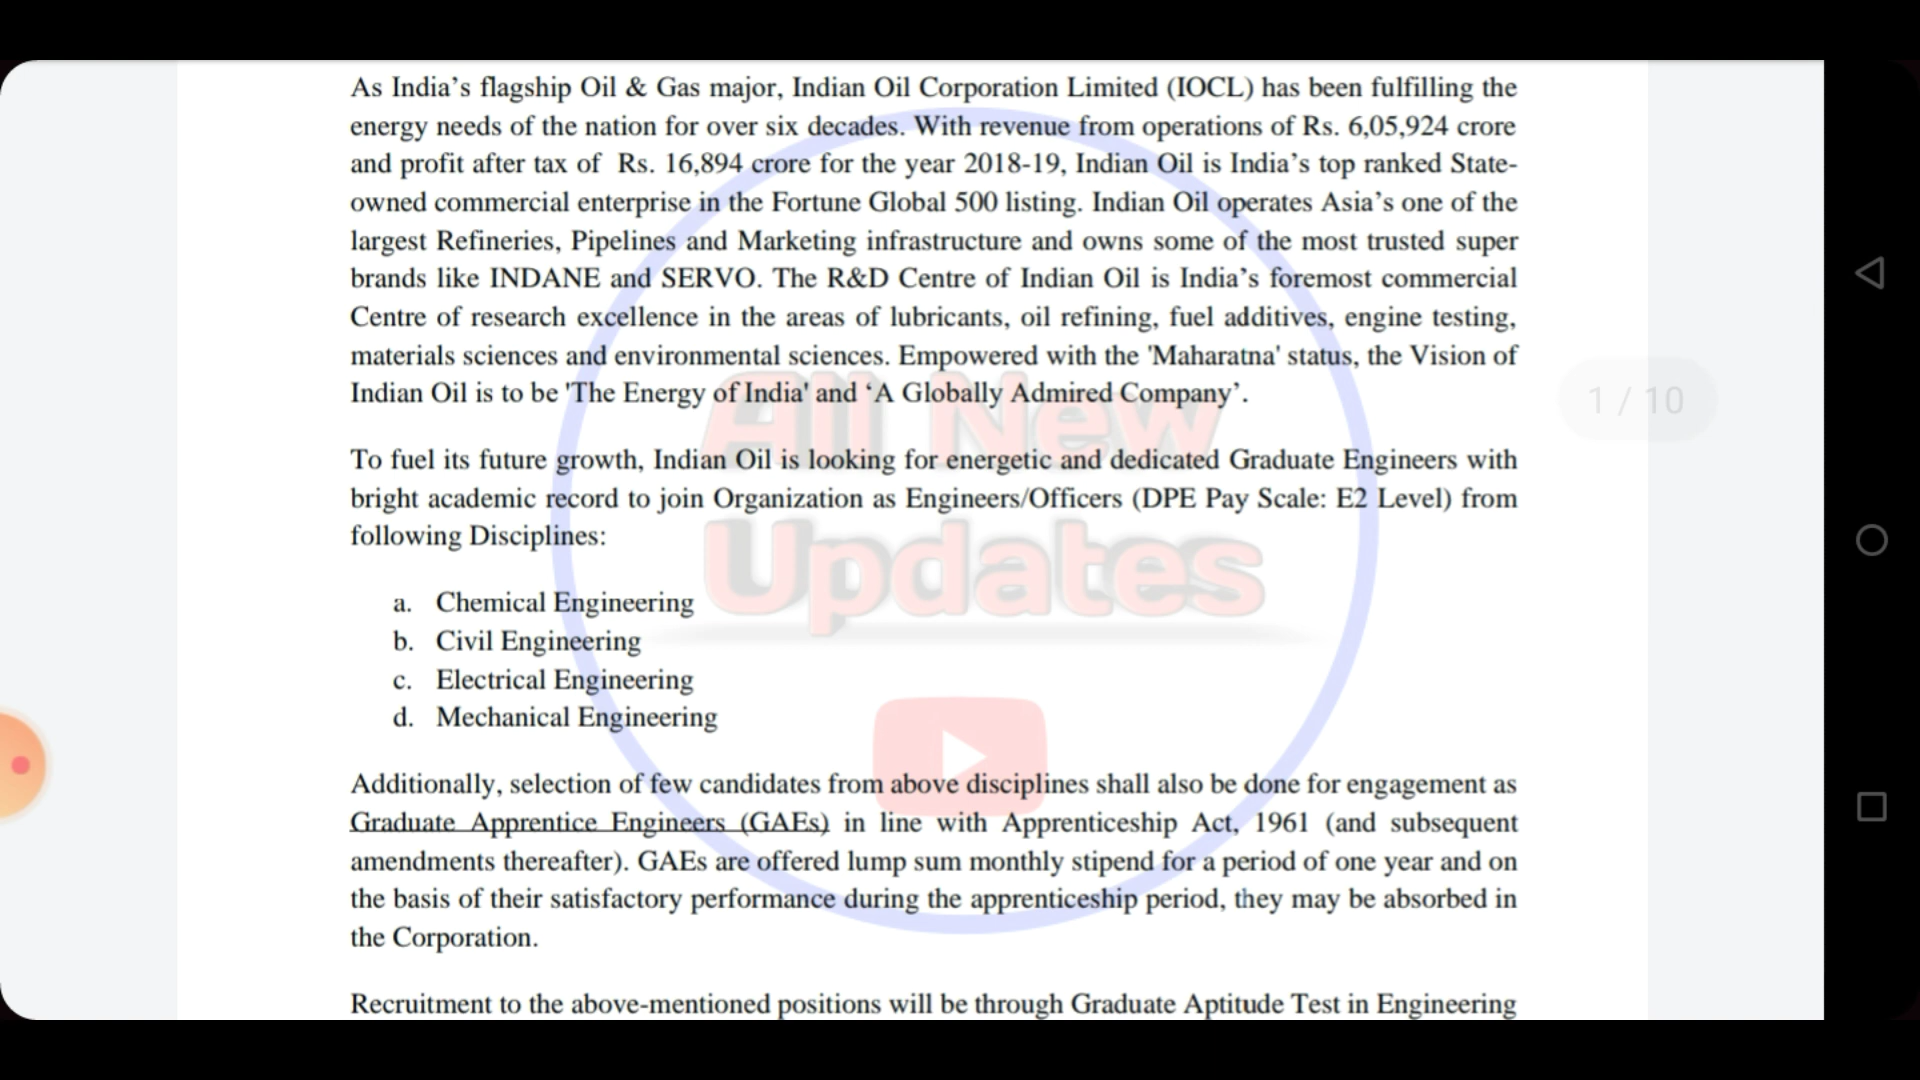 As India’s flagship Oil & Gas major, Indian Oil Corporation Limited (IOCL) has been fulfilling the
energy needs of the nation for over six decades. With revenue from operations of Rs. 6,05,924 crore
and profit after tax of Rs. 16,894 crore for the year 2018-19, Indian Oil is India’s top ranked State-
owned commercial enterprise in the Fortune Global 500 listing. Indian Oil operates Asia’s one of the
largest Refineries, Pipelines and Marketing infrastructure and owns some of the most trusted super
brands like INDANE and SERVO. The R&D Centre of Indian Oil is India’s foremost commercial
Centre of research excellence in the areas of lubricants, oil refining, fuel additives, engine testing,
materials sciences and environmental sciences. Empowered with the 'Maharatna' status, the Vision of
Indian Oil is to be 'The Energy of India' and ‘A Globally Admired Company’.
1 / 10
All New
Updates
To fuel its future growth, Indian Oil is looking for energetic and dedicated Graduate Engineers with
bright academic record to join Organization as Engineers/Officers (DPE Pay Scale: E2 Level) from
following Disciplines:
a. Chemical Engineering
b. Civil Engineering
c. Electrical Engineering
d. Mechanical Engineering
Additionally, selection of few candidates from above disciplines shall also be done for engagement as
Graduate Apprentice Engineers (GAEs) in line with Apprenticeship Act, 1961 (and subsequent
amendments thereafter). GAEs are offered lump sum monthly stipend for a period of one year and on
the basis of their satisfactory performance during the apprenticeship period, they may be absorbed in
the Corporation.
Recruitment to the above-mentioned positions will be through Graduate Aptitude Test in Engineering